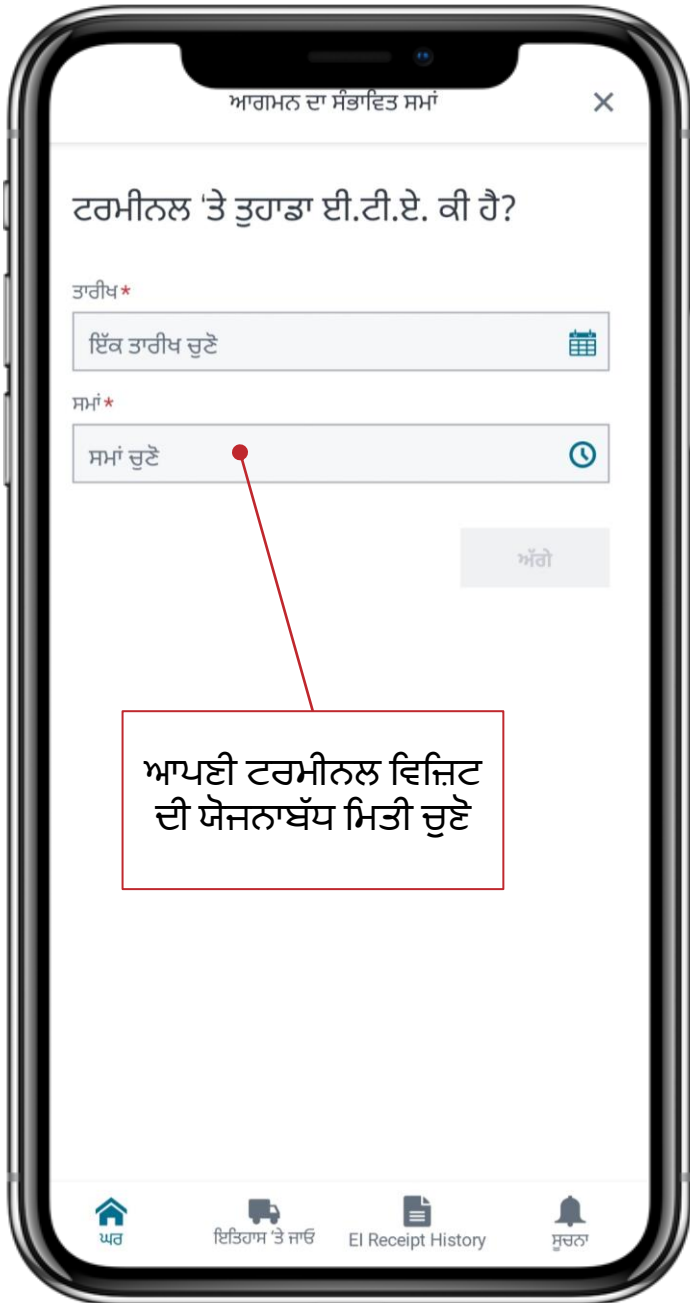 ਆਗਮਨ ਦਾ ਸੰਭਾਵਿਤ ਸਮਾਂ
ਟਰਮੀਨਲ 'ਤੇ ਤੁਹਾਡਾ ਈ.ਟੀ.ਏ. ਕੀ ਹੈ?
ਤਾਰੀਖ*
ਇੱਕ ਤਾਰੀਖ ਚੁਣੋ
ਸਮਾਂ*
ਸਮਾਂ ਚੁਣੋ
ਅੱਗੇ
ਆਪਣੀ ਟਰਮੀਨਲ ਵਿਜ਼ਿਟ
ਦੀ ਯੋਜਨਾਬੱਧ ਮਿਤੀ ਚੁਣੋ
ਘਰ
ਇਤਿਹਾਸ 'ਤੇ ਜਾਓ
EI Receipt History
ਸੂਚਨਾ